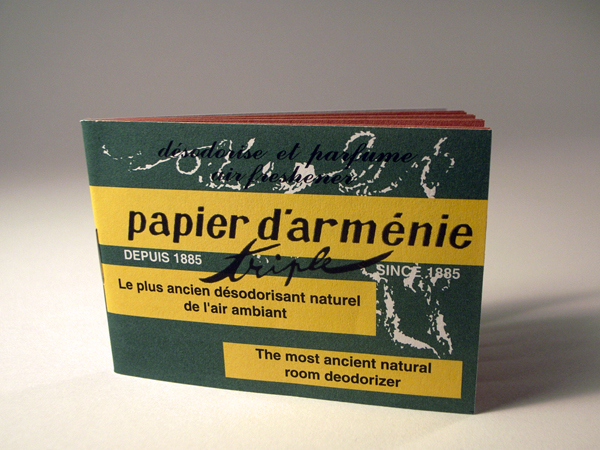 désodorise et parfume
air freshener
papier d'arménie
triple
DEPUIS 1885
SINCE 1885
Le plus ancien désodorisant naturel
de l'air ambiant
The most ancient natural
room deodorizer